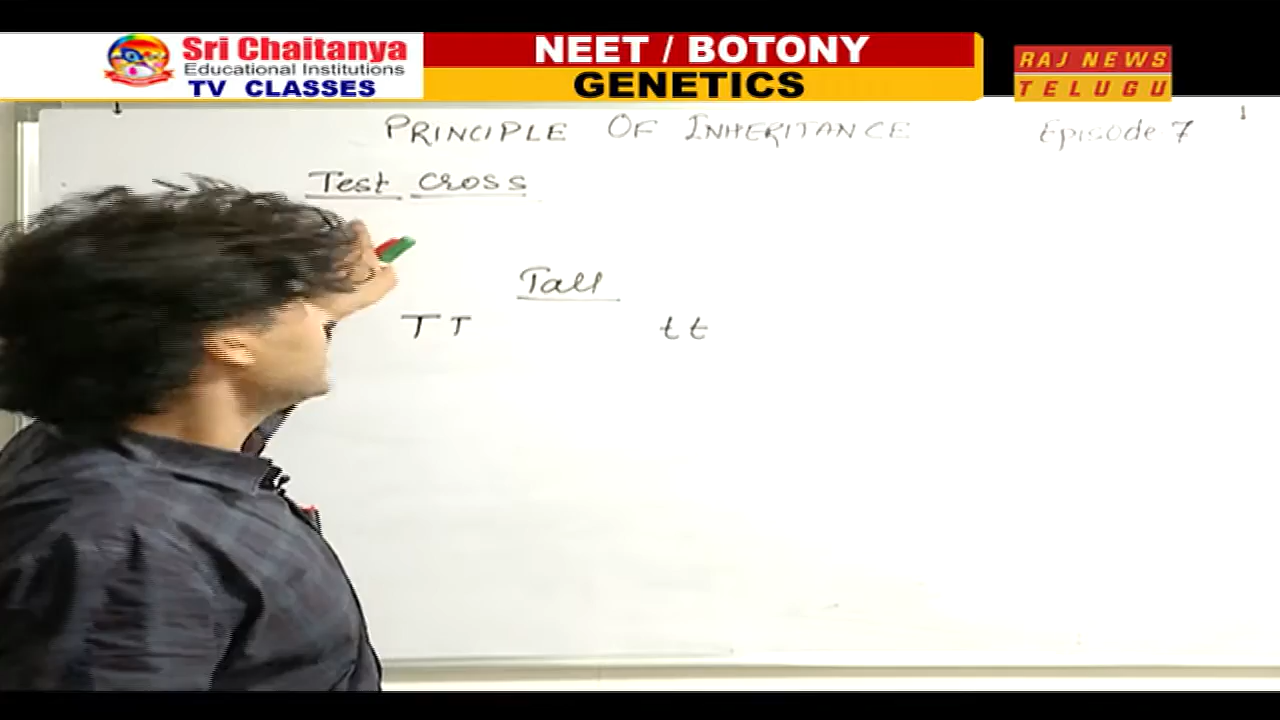 Sri Chaitanya
Educational Institutions
TV CLASSES
NEET / BOTONY
GENETICS
RAJ NEWS
TELUGU
PRINCIPLE OF INHERITANCE
Episode 7
Test Cross
Tall
TT
tt